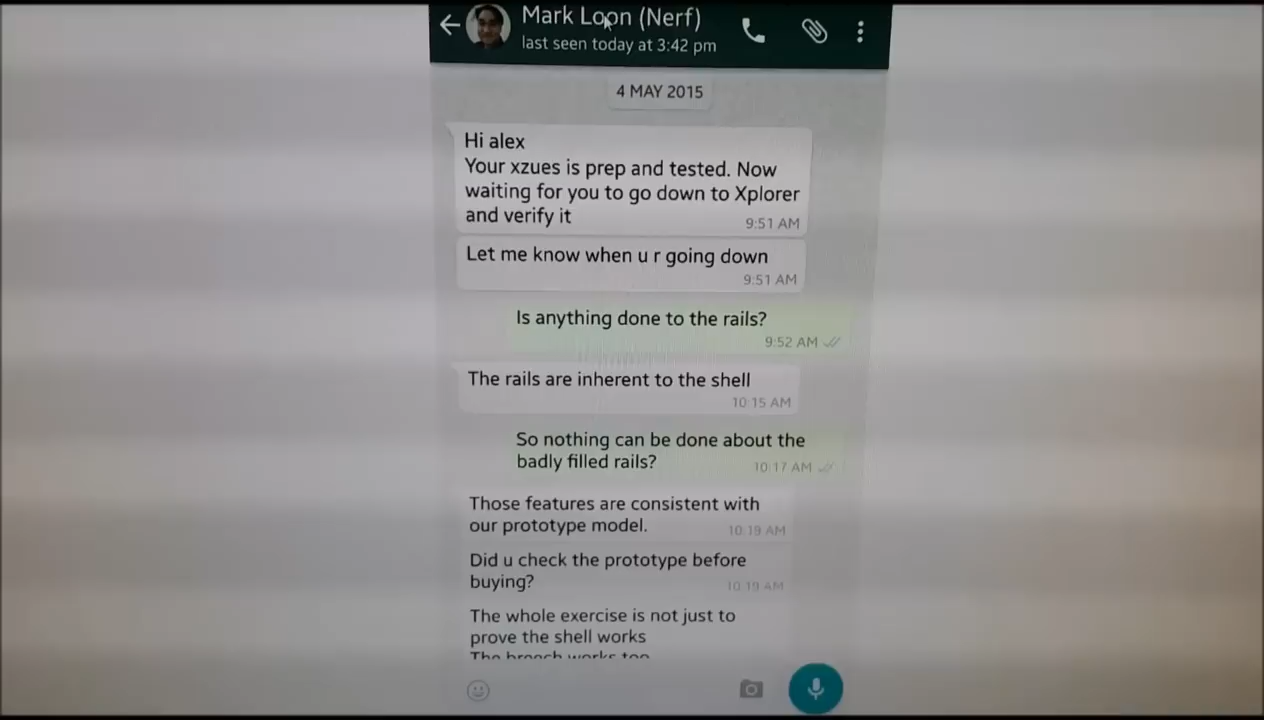 Mark Loon (Nerf)
last seen today at 3:42 pm
4 MAY 2015
Hi alex
Your xzues is prep and tested. Now
waiting for you to go down to Xplorer
and verify it
9:51 AM
Let me know when u r going down
9:51 AM
Is anything done to the rails?
9:52 AM
The rails are inherent to the shell
10:15 AM
So nothing can be done about the
badly filled rails?
10:17 AM
Those features are consistent with
our prototype model.
10:19 AM
Did u check the prototype before
buying?
10:19 AM
The whole exercise is not just to
prove the shell works
The breach works too